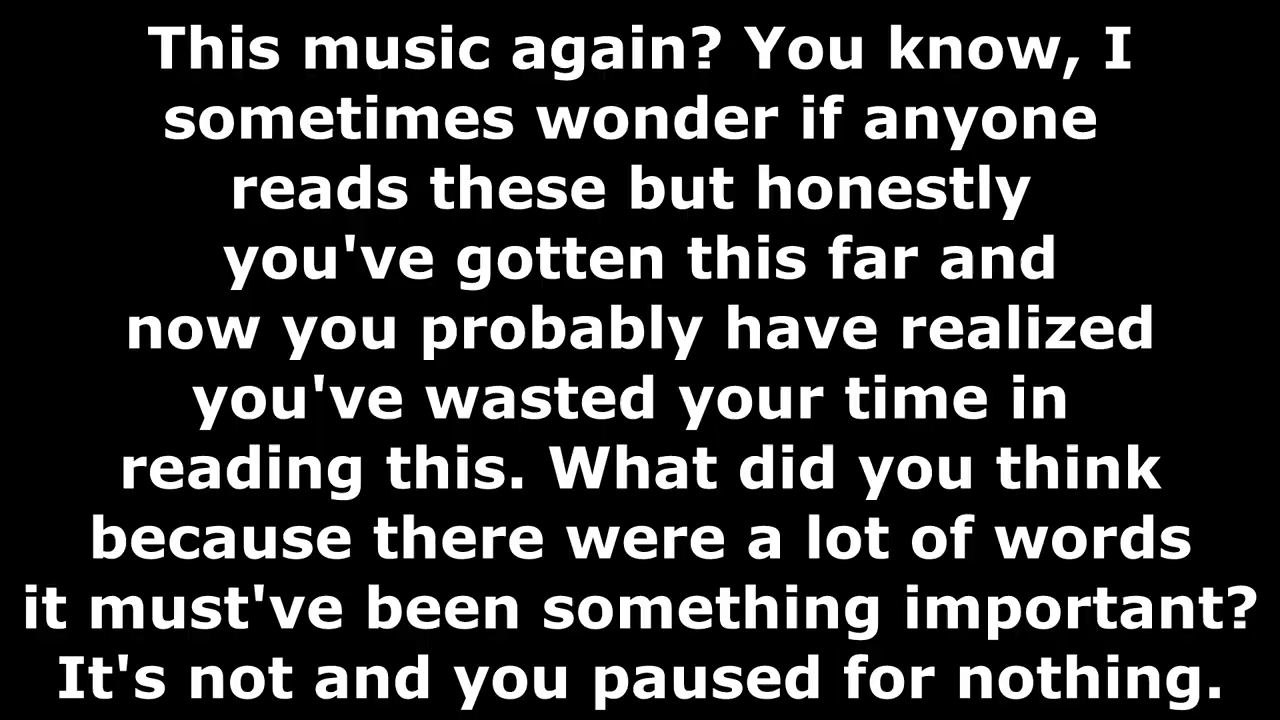 This music again? You know, I
sometimes wonder if anyone
reads these but honestly
you've gotten this far and
now you probably have realized
you've wasted your time in
reading this. What did you think
because there were a lot of words
it must've been something important?
It's not and you paused for nothing.